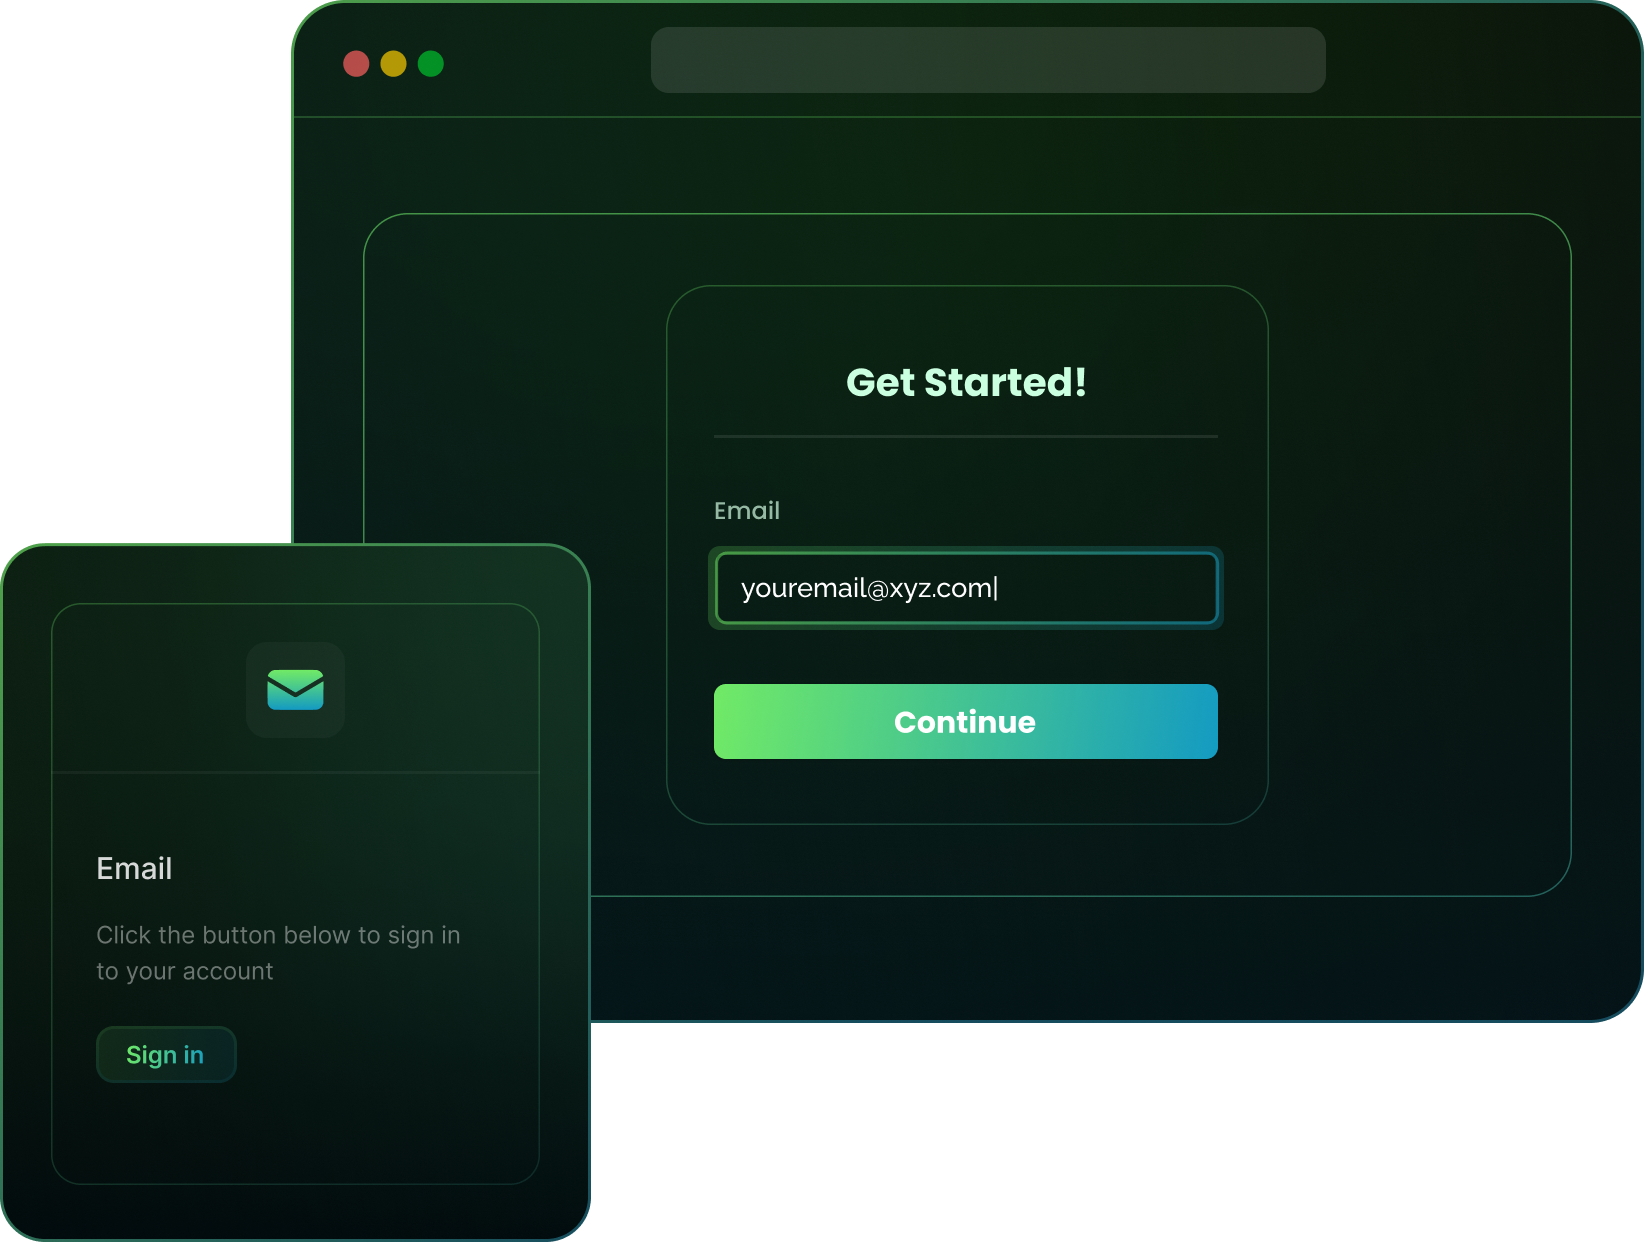 Get Started!
Email
youremail@xyz.com|
Continue
Email
Click the button below to sign in
to your account
Sign in